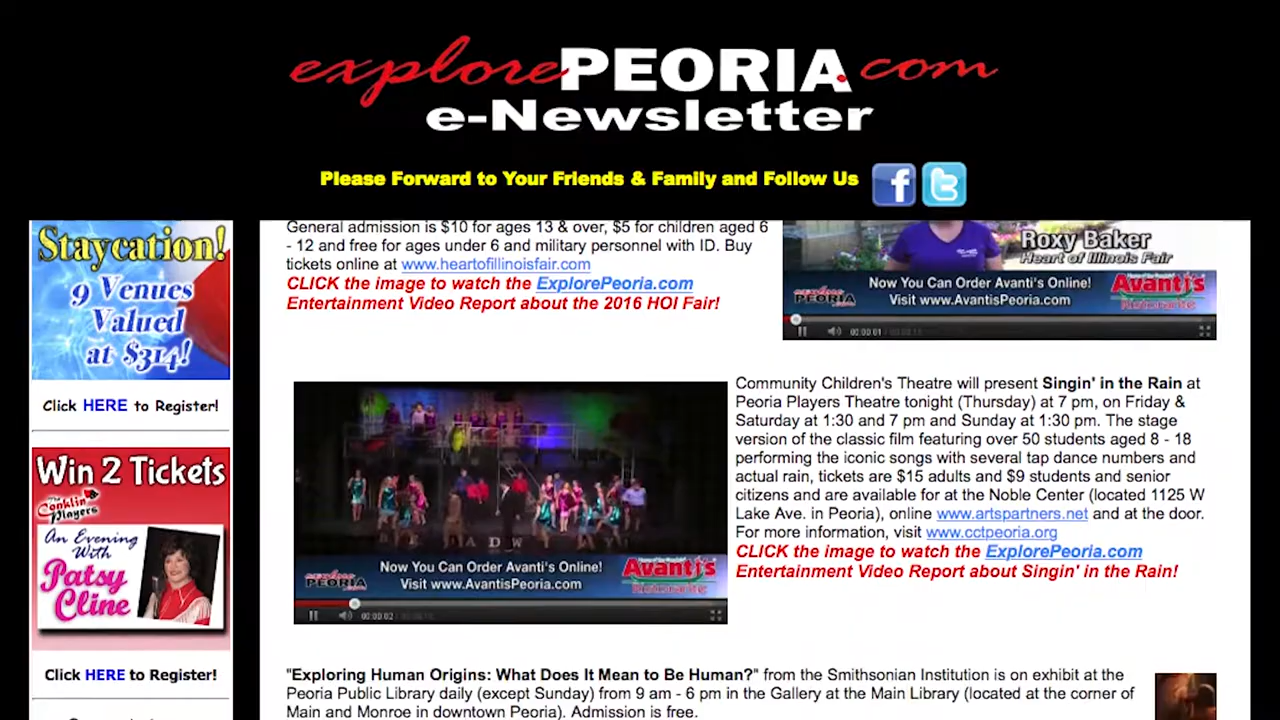 explorePEORIA.com
e-Newsletter
Please Forward to Your Friends & Family and Follow Us
Staycation!
9 Venues
Valued
at $314!
Click HERE to Register!
Win 2 Tickets
The Conklin Players
An Evening
With
Patsy
Cline
Click HERE to Register!
General admission is $10 for ages 13 & over, $5 for children aged 6
- 12 and free for ages under 6 and military personnel with ID. Buy
tickets online at www.heartofillinoisfair.com
CLICK the image to watch the ExplorePeoria.com
Entertainment Video Report about the 2016 HOI Fair!
Roxy Baker
Heart of Illinois Fair
explore PEORIA
Now You Can Order Avanti's Online!
Visit www.AvantisPeoria.com
Avanti's
00:00:01
explore PEORIA
Now You Can Order Avanti's Online!
Visit www.AvantisPeoria.com
Avanti's
00:00:02
Community Children's Theatre will present Singin' in the Rain at
Peoria Players Theatre tonight (Thursday) at 7 pm, on Friday &
Saturday at 1:30 and 7 pm and Sunday at 1:30 pm. The stage
version of the classic film featuring over 50 students aged 8 - 18
performing the iconic songs with several tap dance numbers and
actual rain, tickets are $15 adults and $9 students and senior
citizens and are available for at the Noble Center (located 1125 W
Lake Ave. in Peoria), online www.artspartners.net and at the door.
For more information, visit www.cctpeoria.org
CLICK the image to watch the ExplorePeoria.com
Entertainment Video Report about Singin' in the Rain!
"Exploring Human Origins: What Does It Mean to Be Human?" from the Smithsonian Institution is on exhibit at the
Peoria Public Library daily (except Sunday) from 9 am - 6 pm in the Gallery at the Main Library (located at the corner of
Main and Monroe in downtown Peoria). Admission is free.